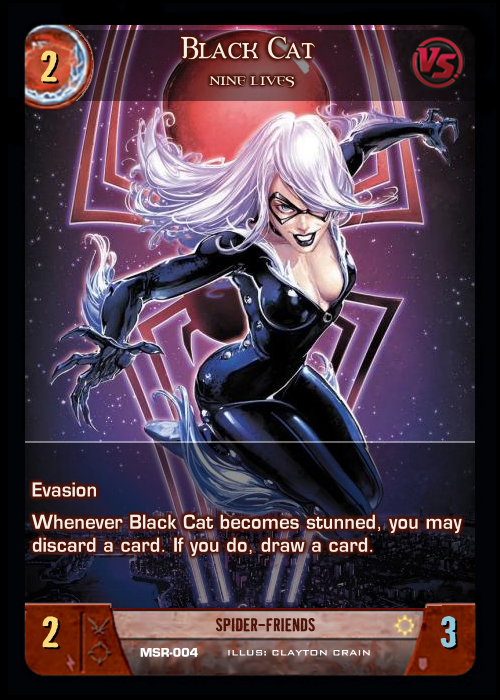 2
Black Cat
NINE LIVES
VS
Evasion
Whenever Black Cat becomes stunned, you may
discard a card. If you do, draw a card.
2
SPIDER-FRIENDS
3
MSR-004 ILLUS: CLAYTON CRAIN